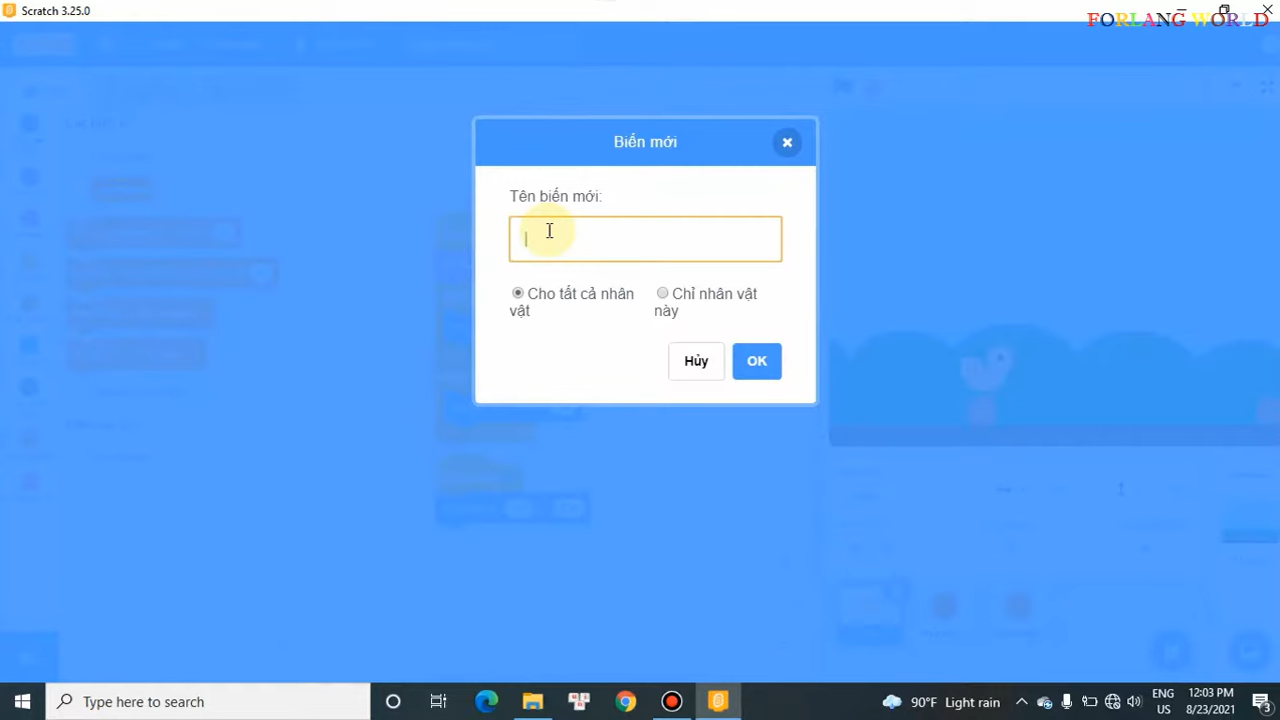 Scratch 3.25.0
FORLANG WORLD
Biến mới
Tên biến mới:
Cho tất cả nhân vật
Chỉ nhân vật này
Hủy
OK
Type here to search
90°F Light rain
ENG
US
12:03 PM
8/23/2021
3